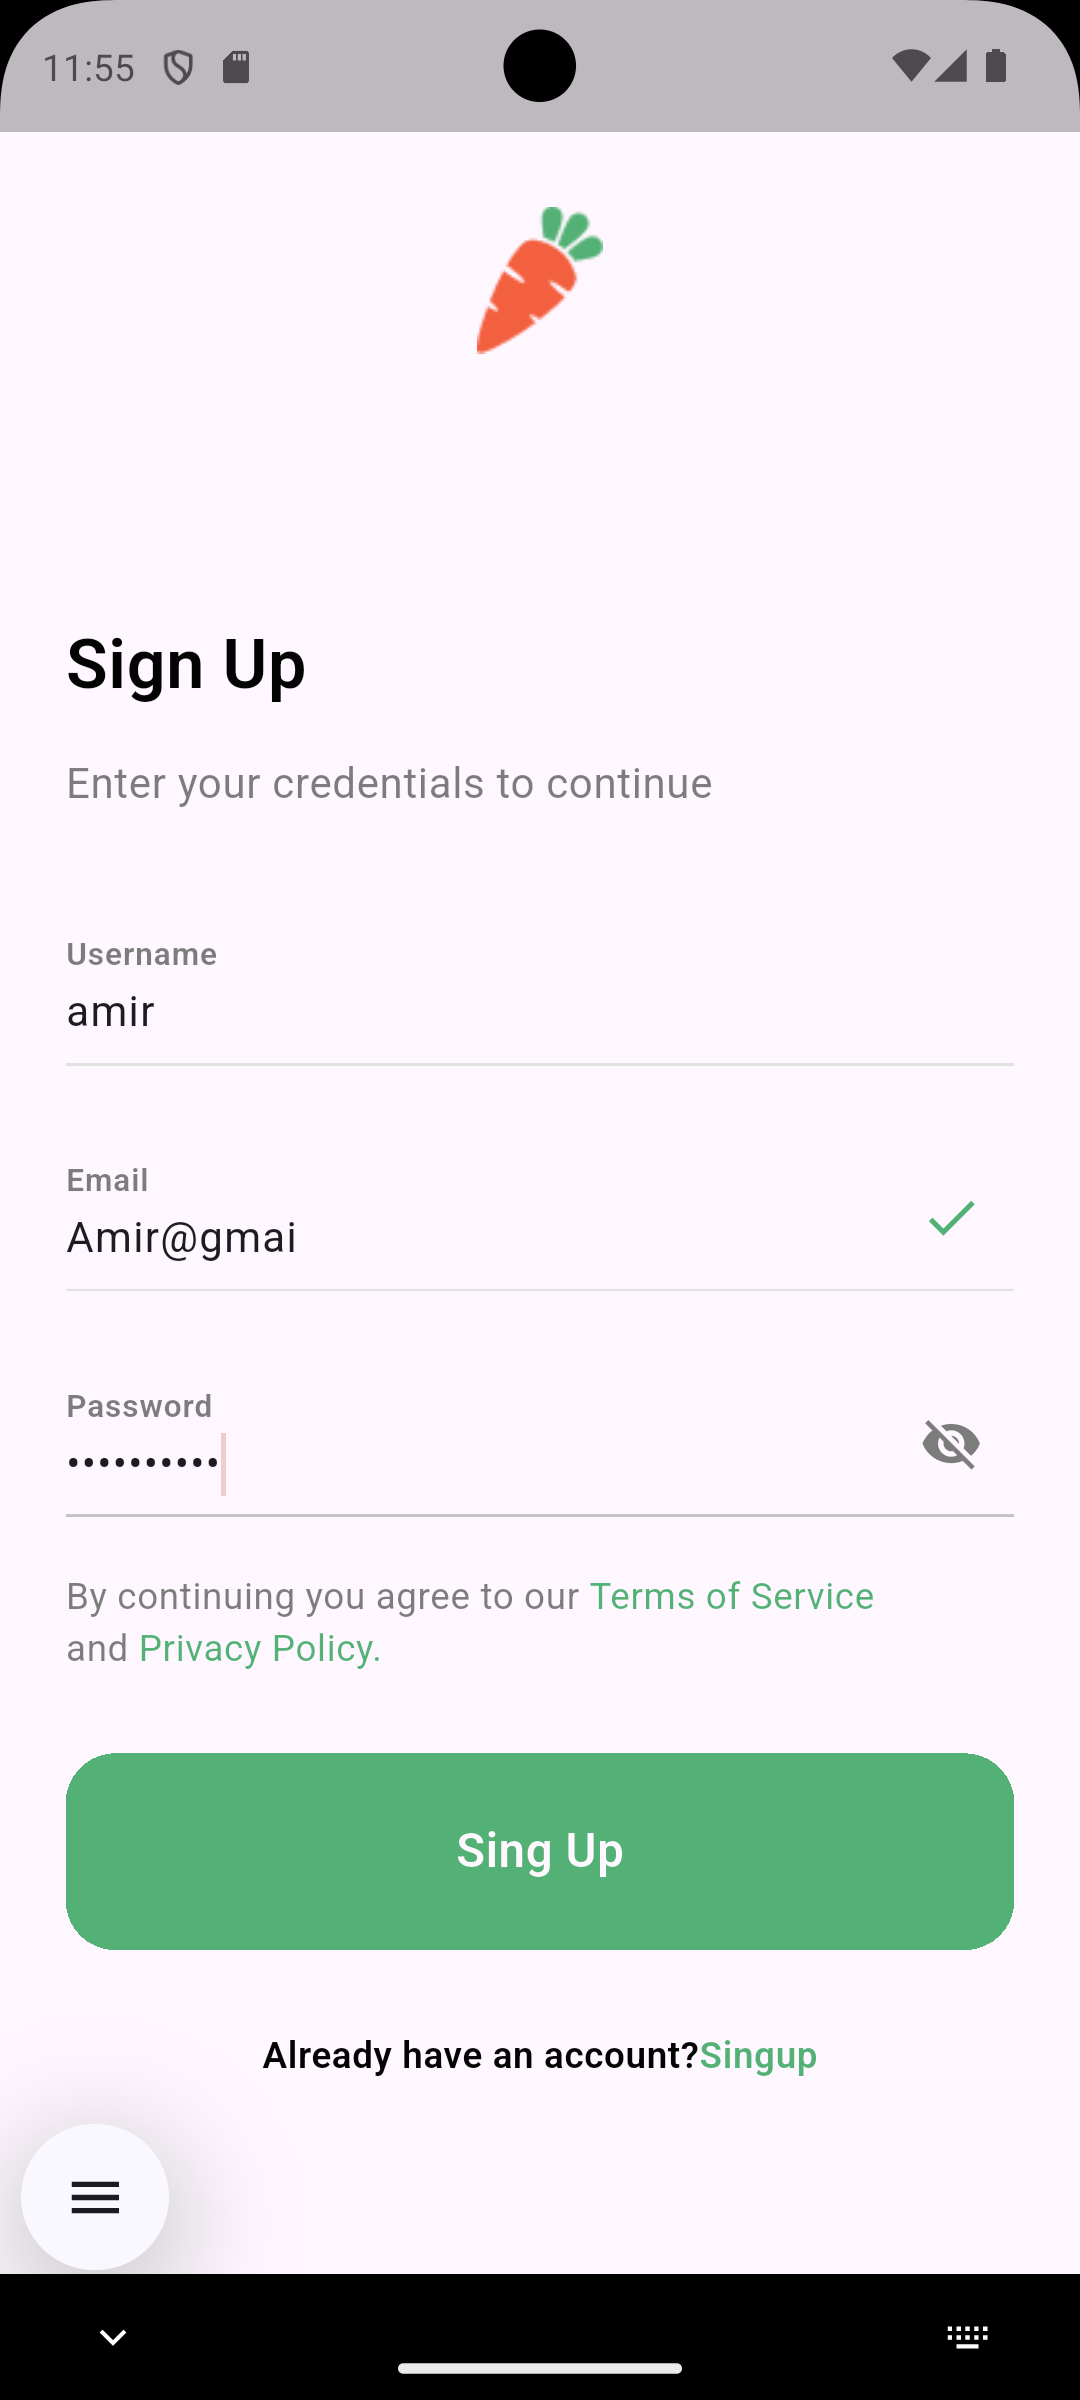 11:55
Sign Up
Enter your credentials to continue
Username
amir
Email
Amir@gmai
Password
••••••••••
By continuing you agree to our Terms of Service
and Privacy Policy.
Sing Up
Already have an account?Singup